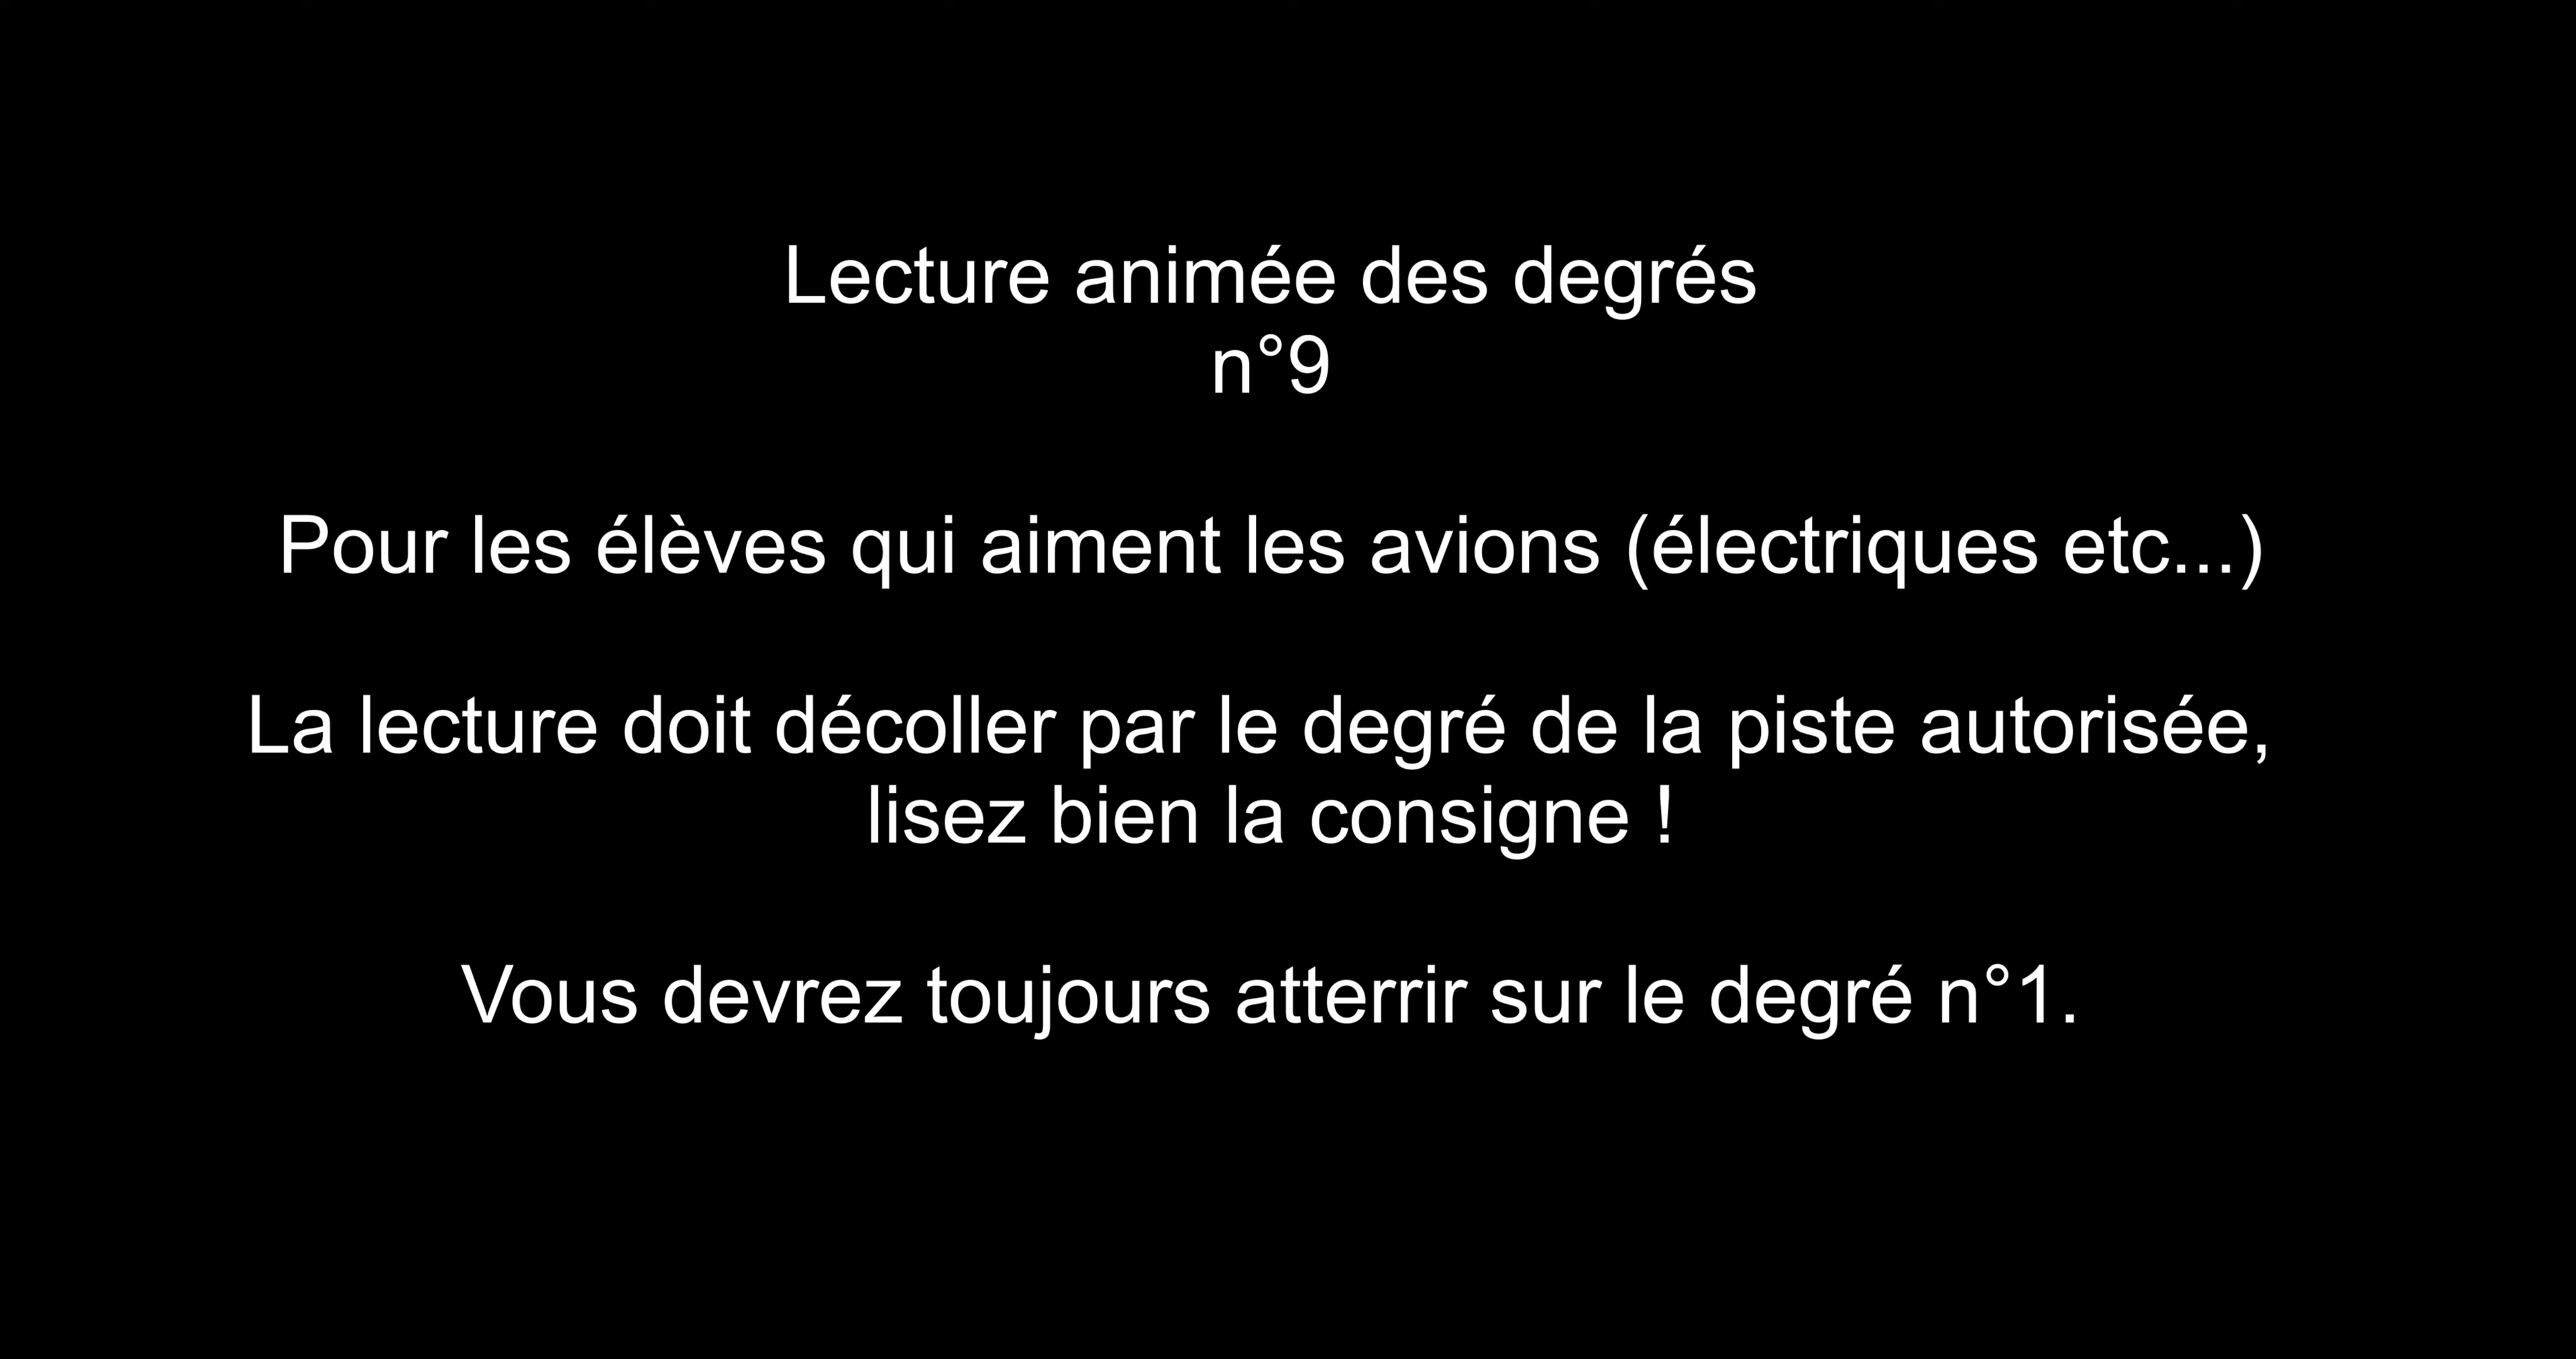 Lecture animée des degrés
n°9
Pour les élèves qui aiment les avions (électriques etc...)
La lecture doit décoller par le degré de la piste autorisée,
lisez bien la consigne !
Vous devrez toujours atterrir sur le degré n°1.